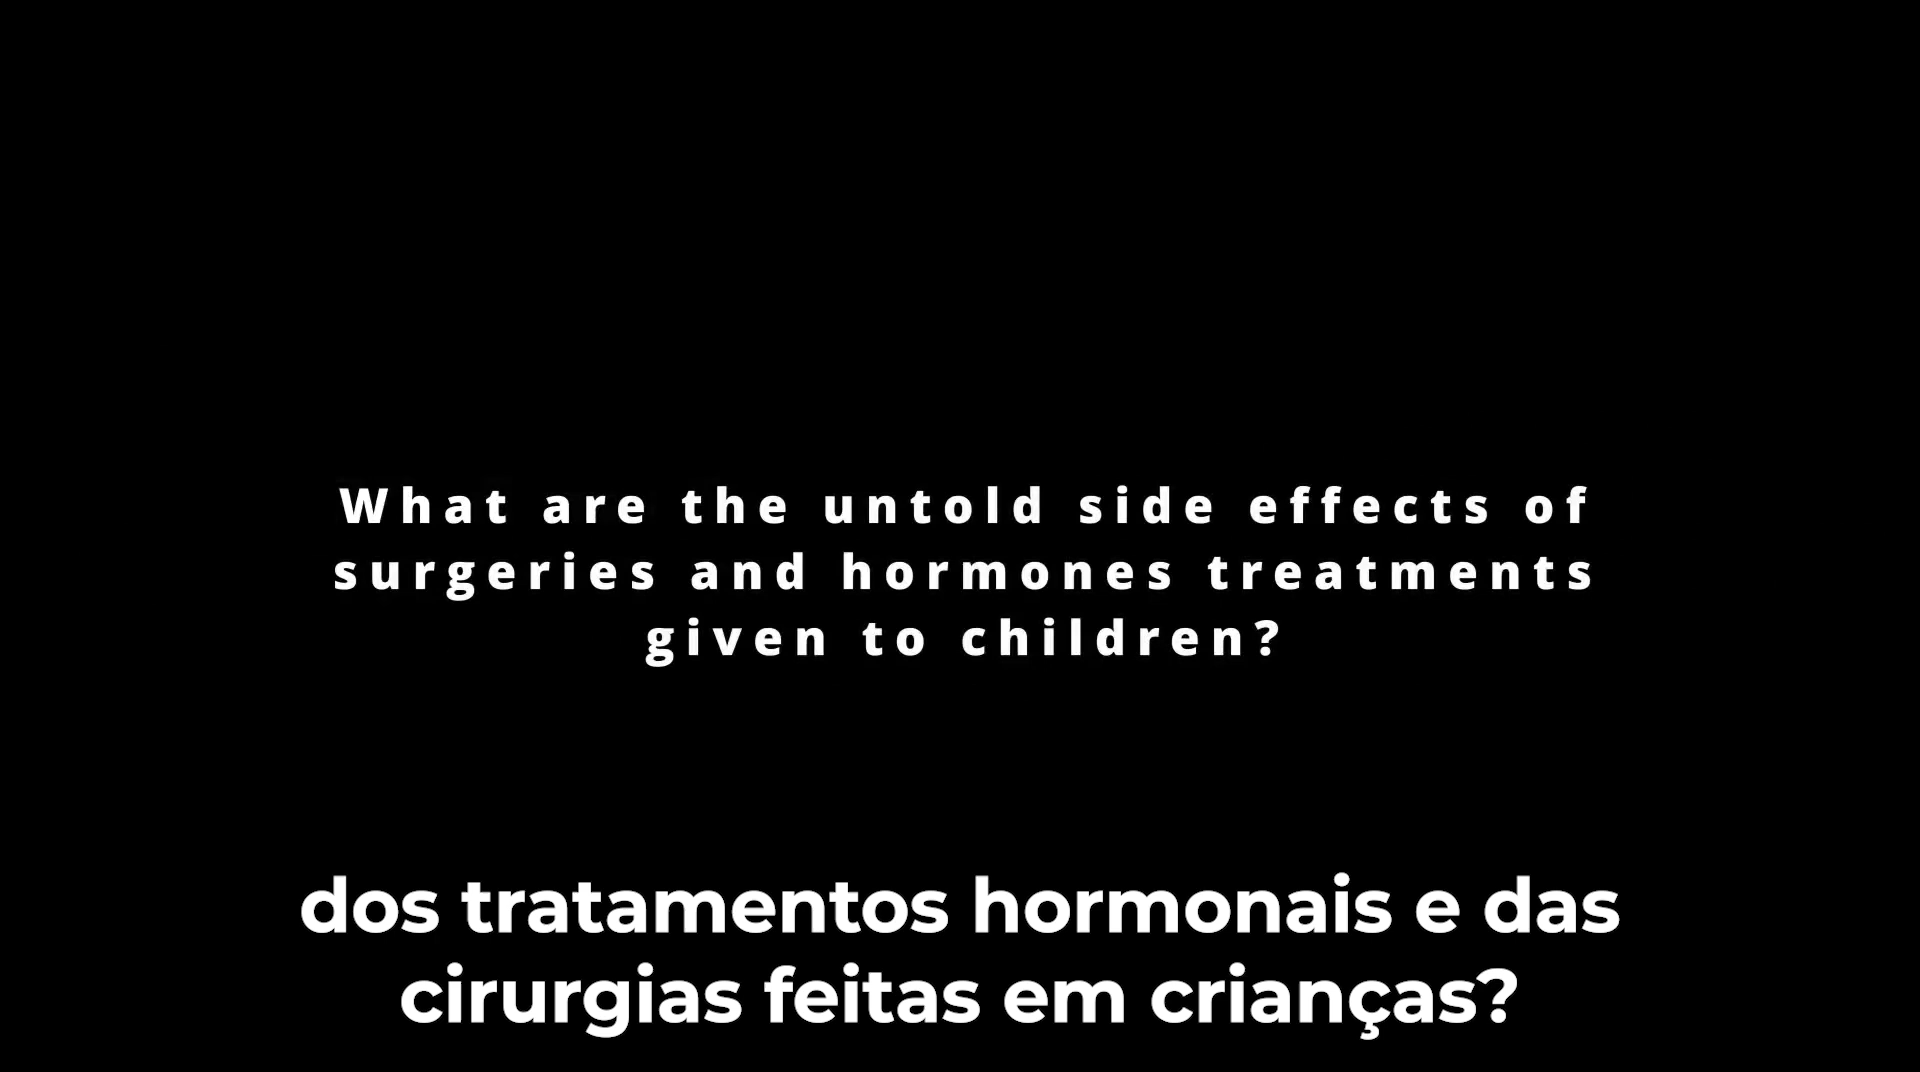 What are the untold side effects of
surgeries and hormones treatments
given to children?
dos tratamentos hormonais e das
cirurgias feitas em crianças?